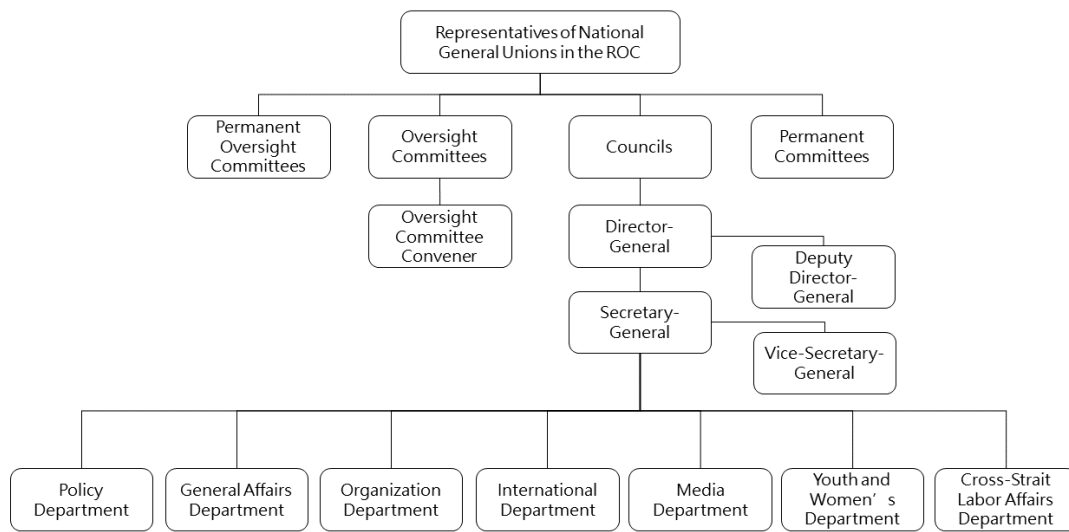 Representatives of National
General Unions in the ROC
Permanent
Oversight
Committees
Oversight
Committees
Councils
Permanent
Committees
Oversight
Committee
Convener
Director-
General
Deputy
Director-
General
Secretary-
General
Vice-Secretary-
General
Policy
Department
General Affairs
Department
Organization
Department
International
Department
Media
Department
Youth and
Women’s
Department
Cross-Strait
Labor Affairs
Department